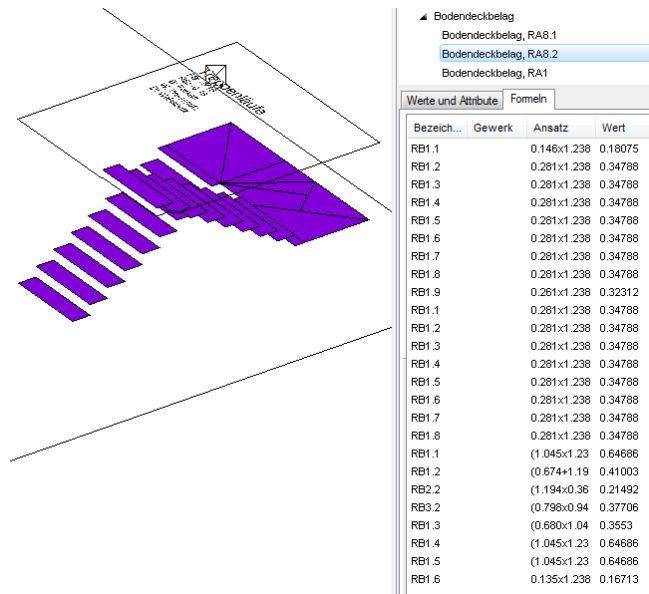 Bodendeckbelag
Bodendeckbelag, RA8.1
Bodendeckbelag, RA8.2
Bodendeckbelag, RA1
Werte und Attribute Formeln
Bezeich... Gewerk Ansatz Wert
RB1.1 0.146x1.238 0.18075
RB1.2 0.281x1.238 0.34788
RB1.3 0.281x1.238 0.34788
RB1.4 0.281x1.238 0.34788
RB1.5 0.281x1.238 0.34788
RB1.6 0.281x1.238 0.34788
RB1.7 0.281x1.238 0.34788
RB1.8 0.281x1.238 0.34788
RB1.9 0.261x1.238 0.32312
RB1.1 0.281x1.238 0.34788
RB1.2 0.281x1.238 0.34788
RB1.3 0.281x1.238 0.34788
RB1.4 0.281x1.238 0.34788
RB1.5 0.281x1.238 0.34788
RB1.6 0.281x1.238 0.34788
RB1.7 0.281x1.238 0.34788
RB1.8 0.281x1.238 0.34788
RB1.1 (1.045x1.23 0.64686
RB1.2 (0.674+1.19 0.41003
RB2.2 (1.194x0.36 0.21492
RB3.2 (0.798x0.94 0.37706
RB1.3 (0.680x1.04 0.3553
RB1.4 (1.045x1.23 0.64686
RB1.5 (1.045x1.23 0.64686
RB1.6 0.135x1.238 0.16713